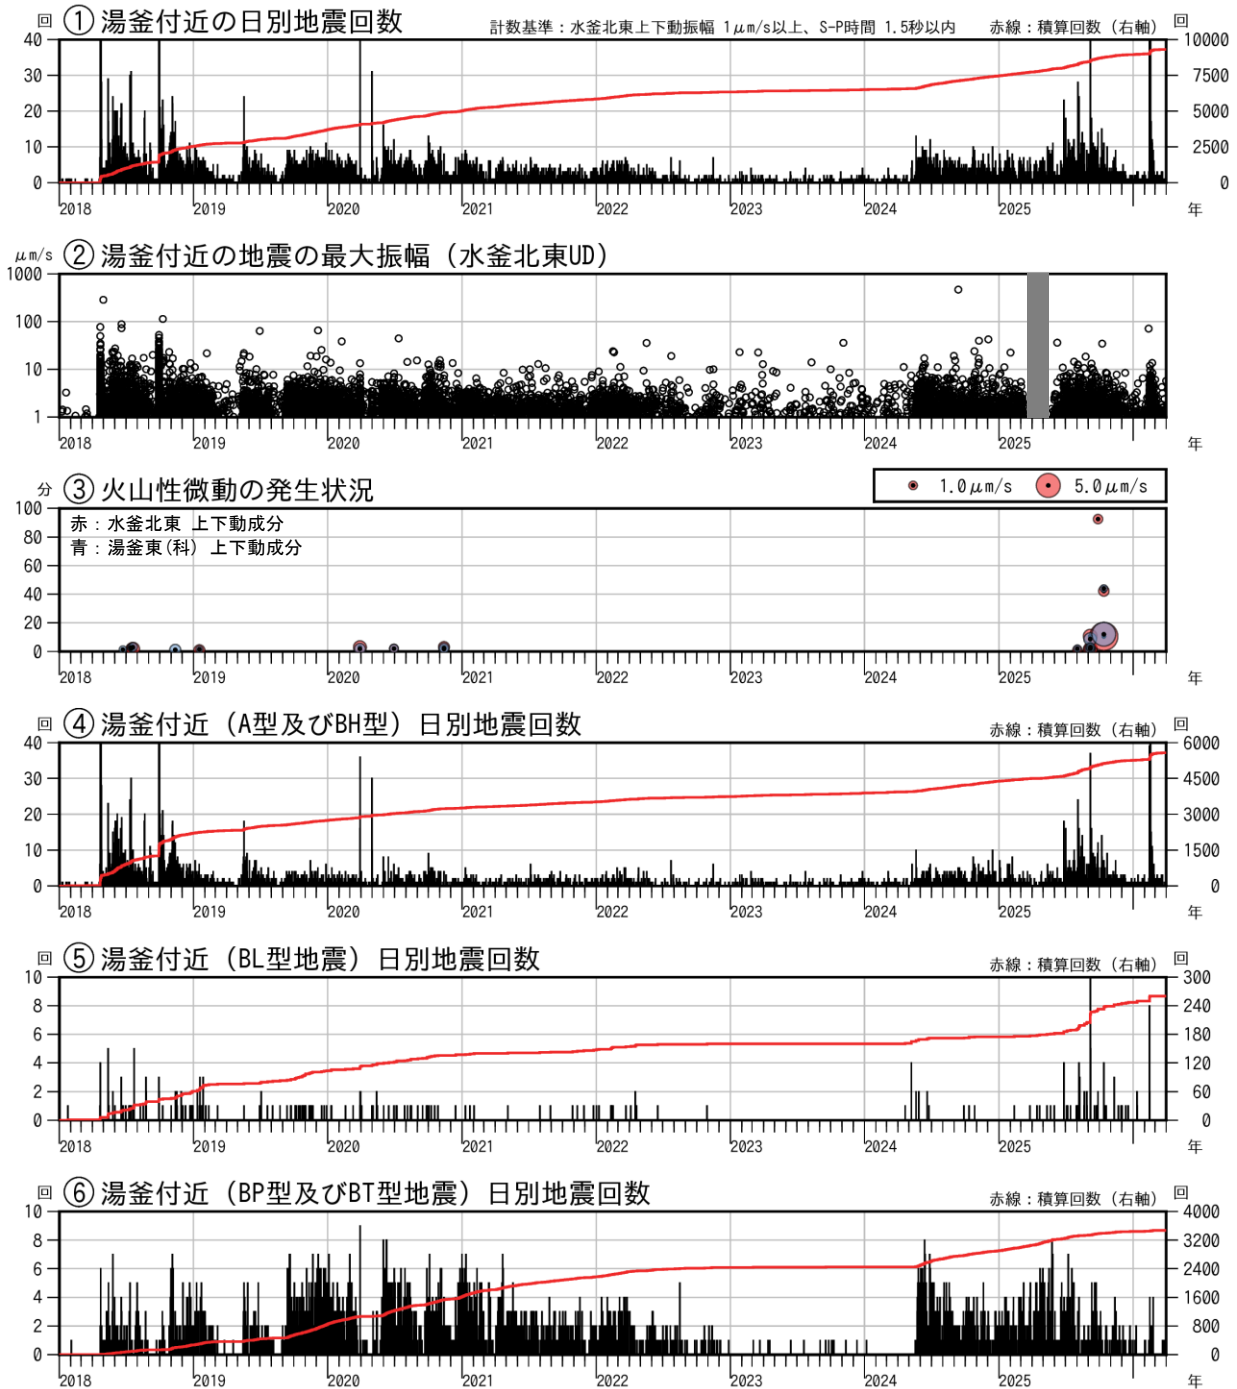 回 ① 湯釜付近の日別地震回数 計数基準：水釜北東上下動振幅 1μm/s以上、S-P時間 1.5秒以内 赤線：積算回数（右軸） 回
40 10000
30 7500
20 5000
10 2500
0 0
2018 2019 2020 2021 2022 2023 2024 2025 年
μm/s ② 湯釜付近の地震の最大振幅（水釜北東UD）
1000
100
10
1
2018 2019 2020 2021 2022 2023 2024 2025 年
分 ③ 火山性微動の発生状況 1.0μm/s 5.0μm/s
100
赤：水釜北東 上下動成分
80
青：湯釜東(科) 上下動成分
60
40
20
0
2018 2019 2020 2021 2022 2023 2024 2025 年
回 ④ 湯釜付近（A型及びBH型）日別地震回数 赤線：積算回数（右軸） 回
40 6000
30 4500
20 3000
10 1500
0 0
2018 2019 2020 2021 2022 2023 2024 2025 年
回 ⑤ 湯釜付近（BL型地震）日別地震回数 赤線：積算回数（右軸） 回
10 300
8 240
6 180
4 120
2 60
0 0
2018 2019 2020 2021 2022 2023 2024 2025 年
回 ⑥ 湯釜付近（BP型及びBT型地震）日別地震回数 赤線：積算回数（右軸） 回
10 4000
8 3200
6 2400
4 1600
2 800
0 0
2018 2019 2020 2021 2022 2023 2024 2025 年